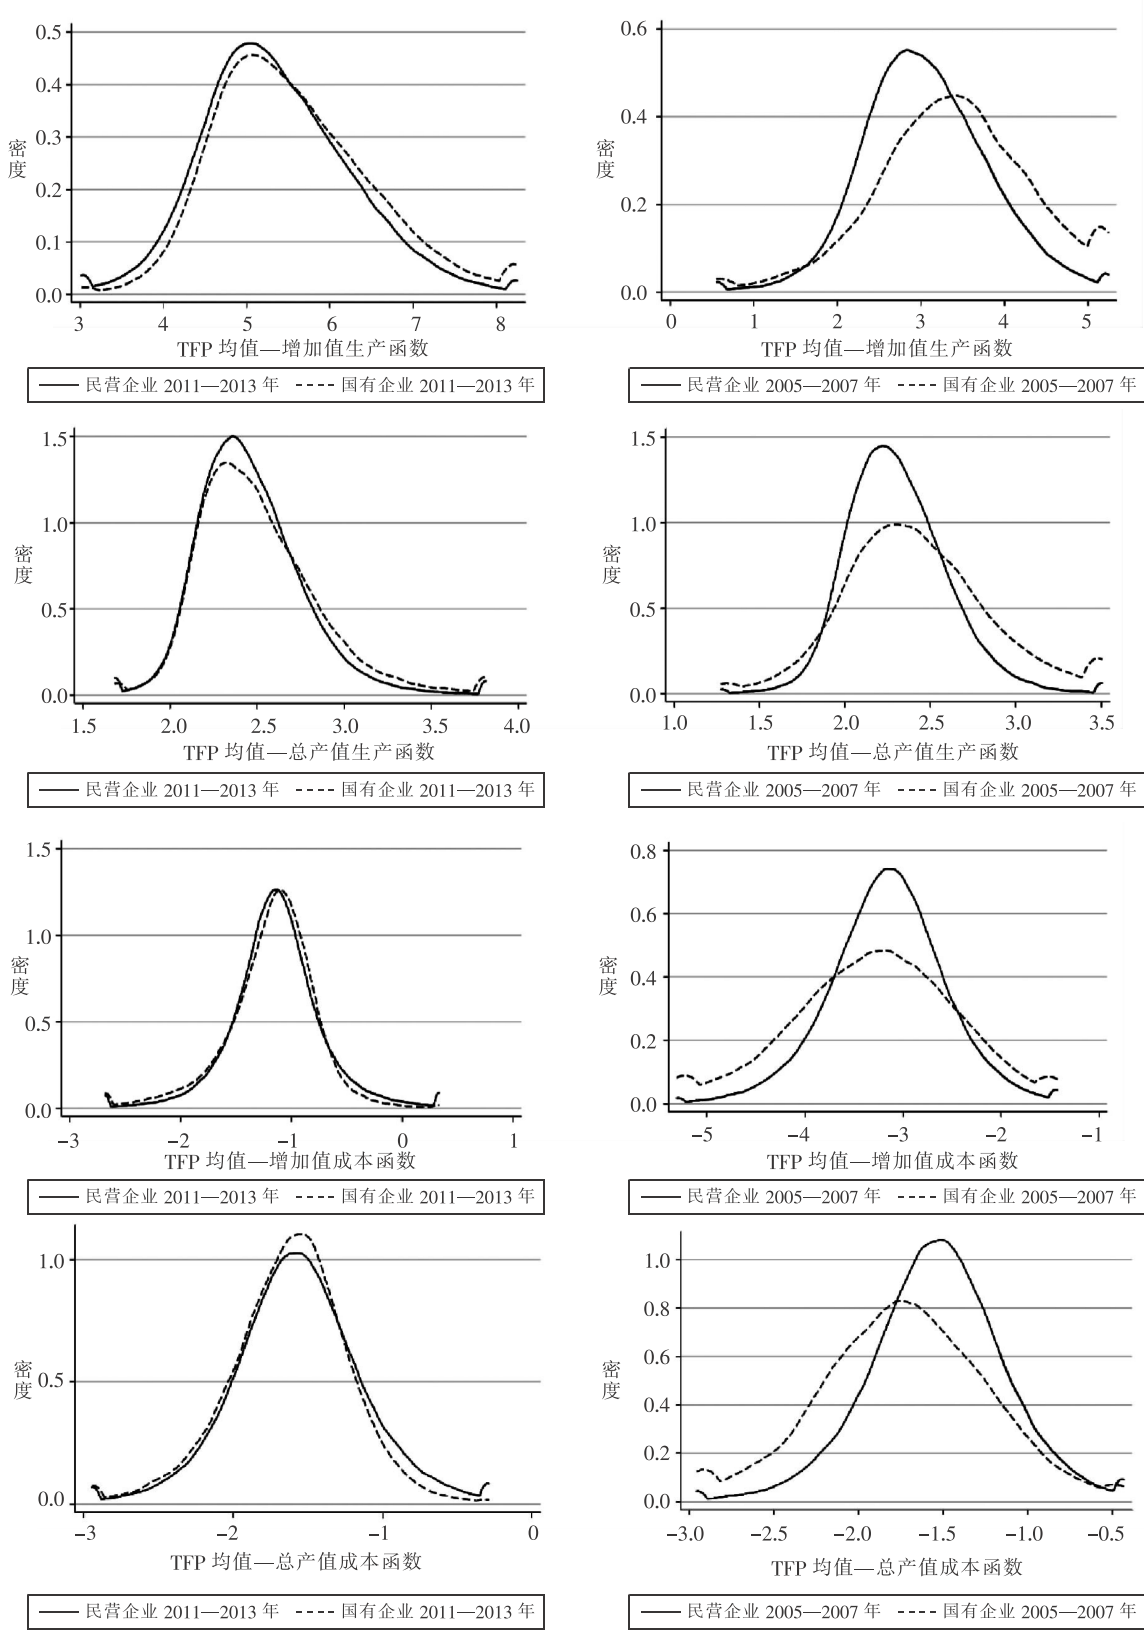 0.5
0.4
0.3
0.2
0.1
0.0
密度
3 4 5 6 7 8
TFP 均值—增加值生产函数
民营企业 2011—2013 年 国有企业 2011—2013 年
0.6
0.4
0.2
0.0
密度
0 1 2 3 4 5
TFP 均值—增加值生产函数
民营企业 2005—2007 年 国有企业 2005—2007 年
1.5
1.0
0.5
0.0
密度
1.5 2.0 2.5 3.0 3.5 4.0
TFP 均值—总产值生产函数
民营企业 2011—2013 年 国有企业 2011—2013 年
1.5
1.0
0.5
0.0
密度
1.0 1.5 2.0 2.5 3.0 3.5
TFP 均值—总产值生产函数
民营企业 2005—2007 年 国有企业 2005—2007 年
1.5
1.0
0.5
0.0
密度
−3 −2 −1 0 1
TFP 均值—增加值成本函数
民营企业 2011—2013 年 国有企业 2011—2013 年
0.8
0.6
0.4
0.2
0.0
密度
−5 −4 −3 −2 −1
TFP 均值—增加值成本函数
民营企业 2005—2007 年 国有企业 2005—2007 年
1.0
0.5
0.0
密度
−3 −2 −1 0
TFP 均值—总产值成本函数
民营企业 2011—2013 年 国有企业 2011—2013 年
1.0
0.8
0.6
0.4
0.2
0.0
密度
−3.0 −2.5 −2.0 −1.5 −1.0 −0.5
TFP 均值—总产值成本函数
民营企业 2005—2007 年 国有企业 2005—2007 年